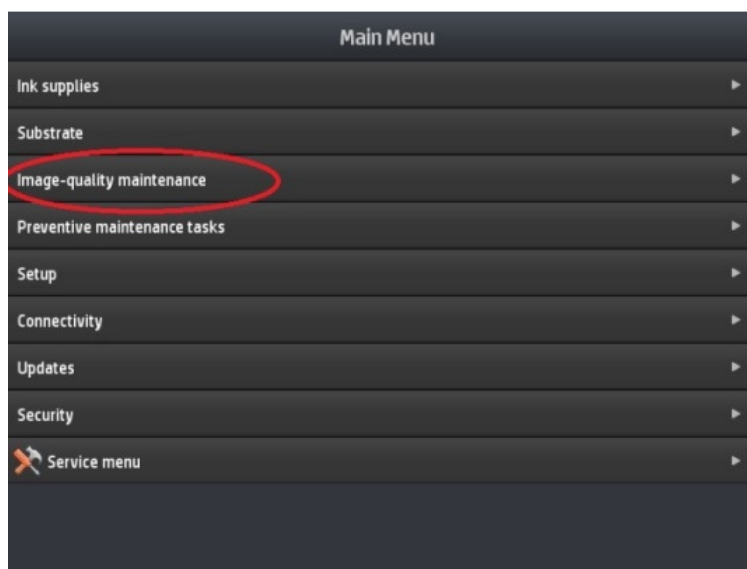 Main Menu
Ink supplies
Substrate
Image-quality maintenance
Preventive maintenance tasks
Setup
Connectivity
Updates
Security
Service menu